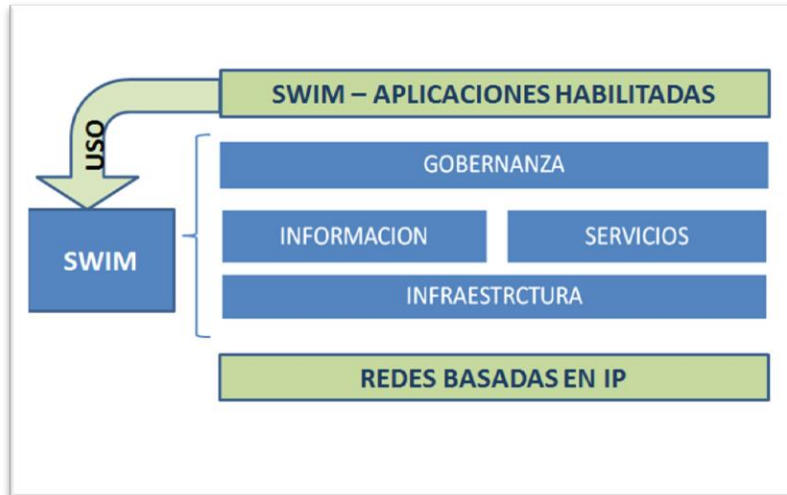 SWIM – APLICACIONES HABILITADAS
USO
GOBERNANZA
INFORMACION
SERVICIOS
SWIM
INFRAESTRCTURA
REDES BASADAS EN IP